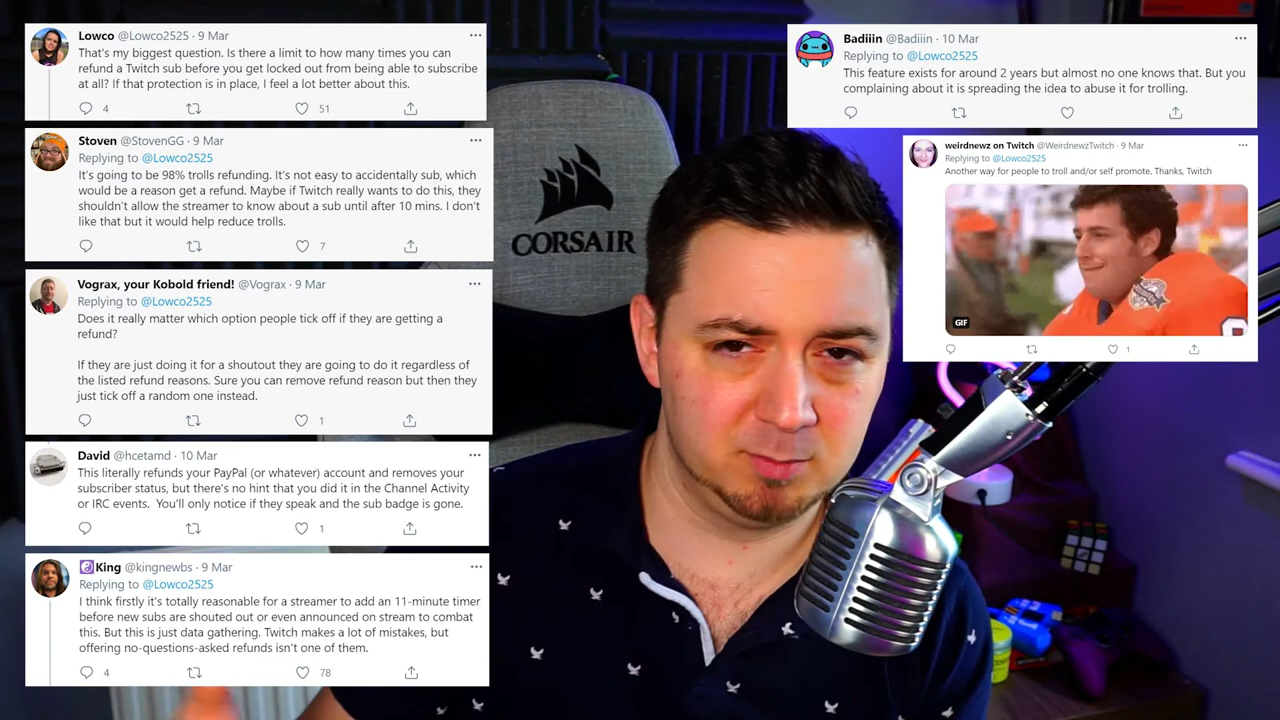 Lowco @Lowco2525 · 9 Mar
That's my biggest question. Is there a limit to how many times you can
refund a Twitch sub before you get locked out from being able to subscribe
at all? If that protection is in place, I feel a lot better about this.
4 51
Stoven @StovenGG · 9 Mar
Replying to @Lowco2525
It's going to be 98% trolls refunding. It's not easy to accidentally sub, which
would be a reason get a refund. Maybe if Twitch really wants to do this, they
shouldn't allow the streamer to know about a sub until after 10 mins. I don't
like that but it would help reduce trolls.
7
Vograx, your Kobold friend! @Vograx · 9 Mar
Replying to @Lowco2525
Does it really matter which option people tick off if they are getting a
refund?
If they are just doing it for a shoutout they are going to do it regardless of
the listed refund reasons. Sure you can remove refund reason but then they
just tick off a random one instead.
1
David @hcetamd · 10 Mar
This literally refunds your PayPal (or whatever) account and removes your
subscriber status, but there's no hint that you did it in the Channel Activity
or IRC events. You'll only notice if they speak and the sub badge is gone.
1
King @kingnewbs · 9 Mar
Replying to @Lowco2525
I think firstly it's totally reasonable for a streamer to add an 11-minute timer
before new subs are shouted out or even announced on stream to combat
this. But this is just data gathering. Twitch makes a lot of mistakes, but
offering no-questions-asked refunds isn't one of them.
4 78
CORSAIR
Badiiin @Badiiin · 10 Mar
Replying to @Lowco2525
This feature exists for around 2 years but almost no one knows that. But you
complaining about it is spreading the idea to abuse it for trolling.
weirdnewz on Twitch @WeirdnewzTwitch · 9 Mar
Replying to @Lowco2525
Another way for people to troll and/or self promote. Thanks, Twitch
GIF
1